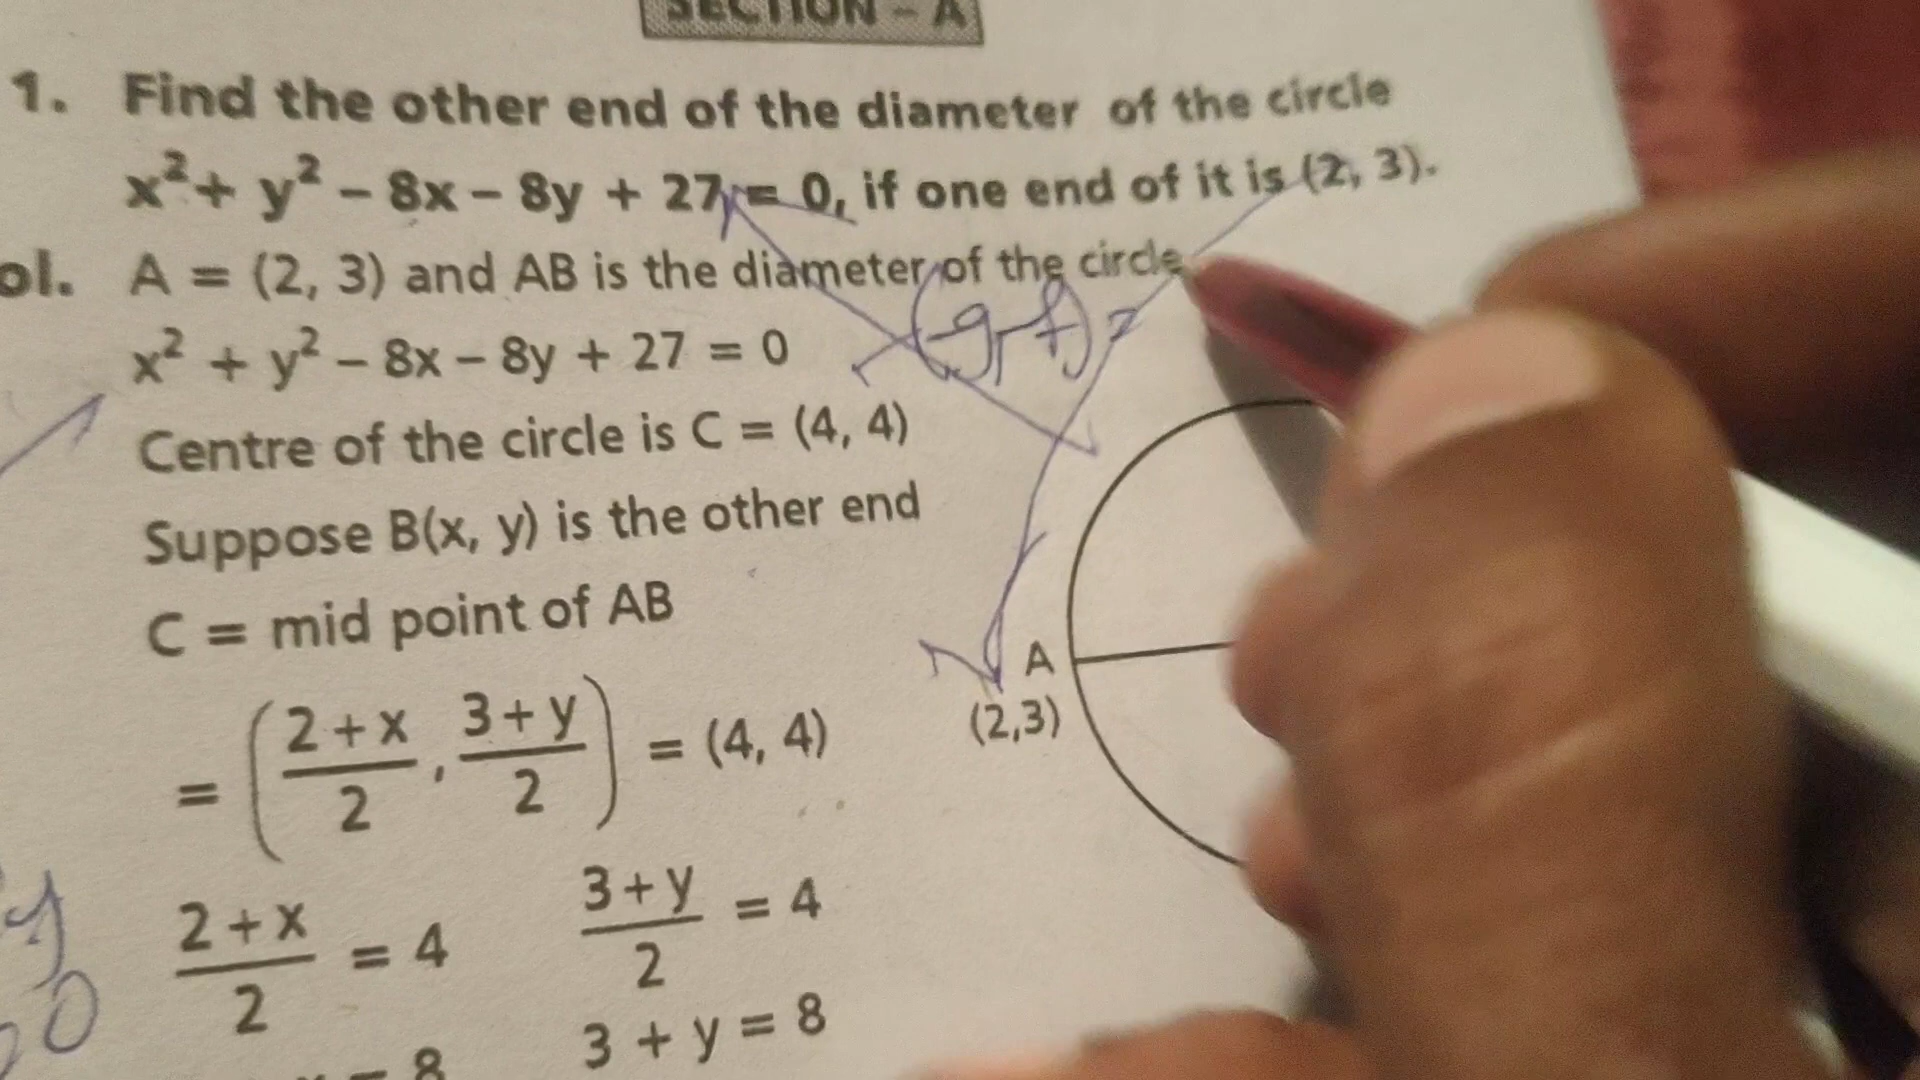 SECTION - A
1. Find the other end of the diameter of the circle
x² + y² – 8x – 8y + 27 = 0, if one end of it is (2, 3).
ol. A = (2, 3) and AB is the diameter of the circle
x² + y² – 8x – 8y + 27 = 0
Centre of the circle is C = (4, 4)
Suppose B(x, y) is the other end
C = mid point of AB
= ((2 + x)/2, (3 + y)/2) = (4, 4)
(2 + x)/2 = 4 (3 + y)/2 = 4
3 + y = 8
A
(2,3)